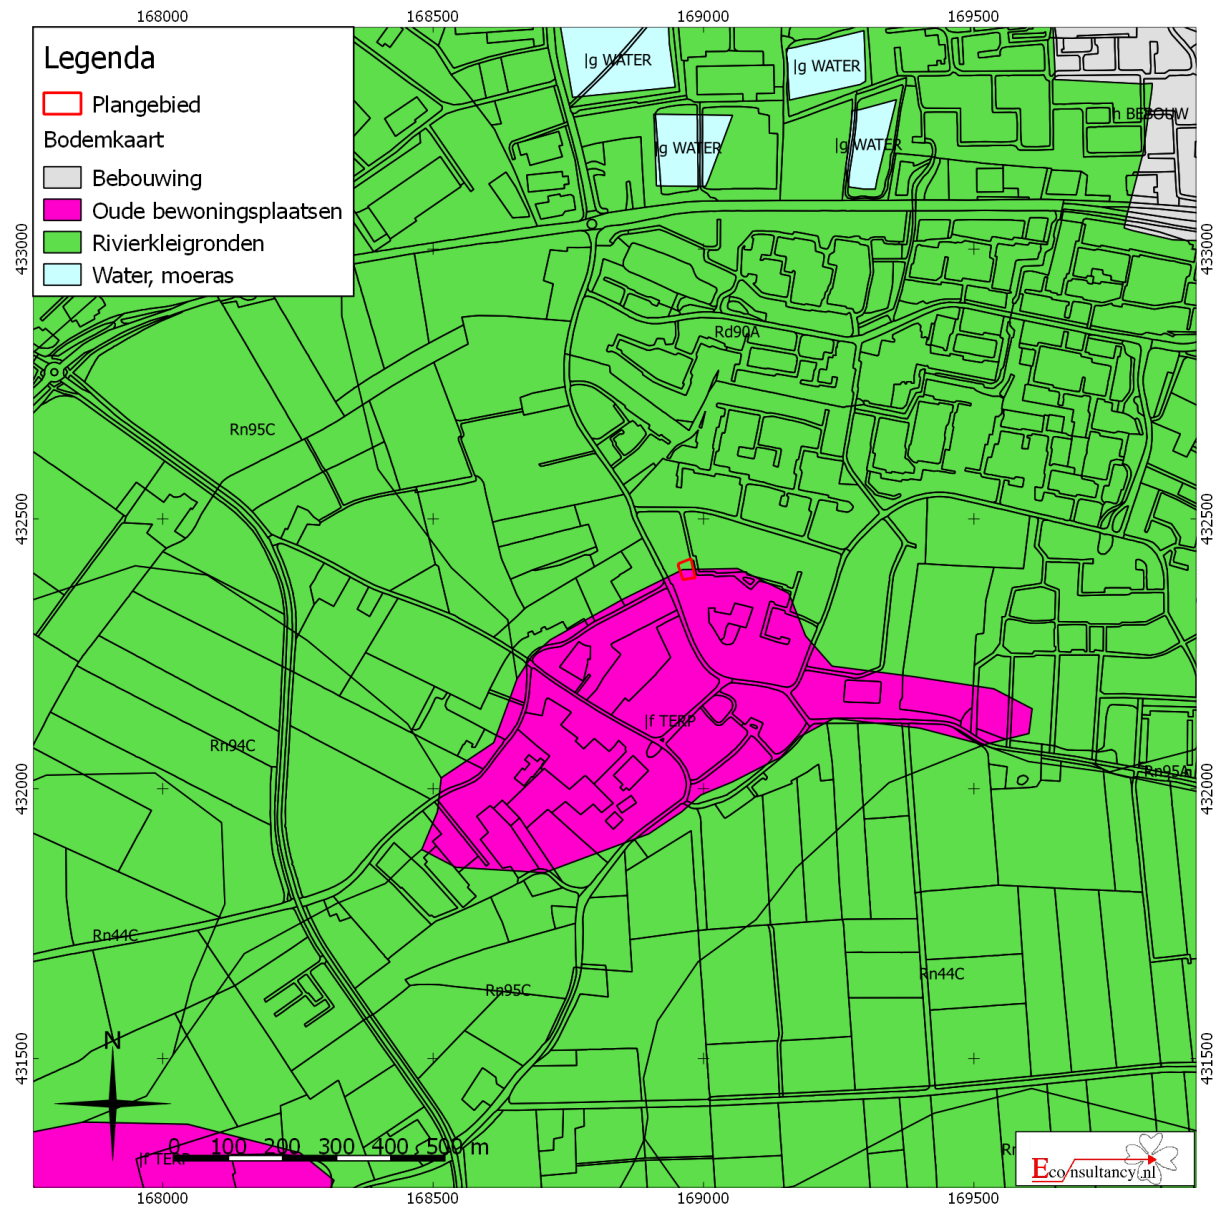 168000 168500 169000 169500
Legenda
Plangebied
Bodemkaart
Bebouwing
Oude bewoningsplaatsen
Rivierkleigronden
Water, moeras
|g WATER
|g WATER
|g WATER
|g WATER
h BEBOUW
433000 433000
Rd90A
Rn95C
432500 432500
|f TERP
Rn94C
Rn95A
432000 432000
Rn44C
Rn44C
Rn95C
431500 431500
N
0 100 200 300 400 500 m
|f TERP
Econsultancy.nl
168000 168500 169000 169500